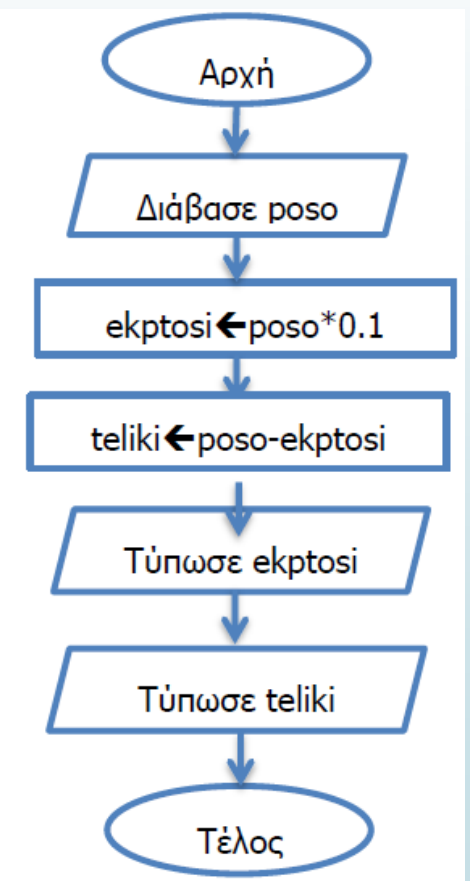 Αρχή
Διάβασε poso
ekptosi🡸poso*0.1
teliki🡸poso-ekptosi
Τύπωσε ekptosi
Τύπωσε teliki
Τέλος